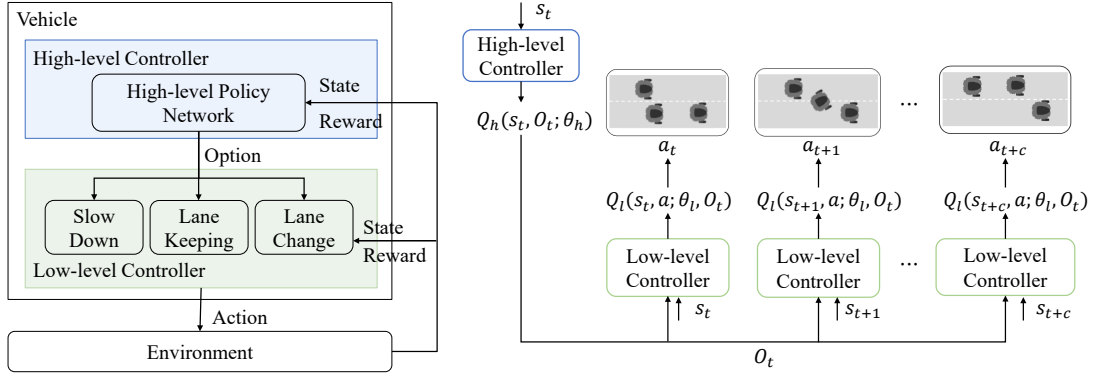 Vehicle
High-level Controller
High-level Policy
Network
State
Reward
Option
Slow
Down
Lane
Keeping
Lane
Change
State
Reward
Low-level Controller
Action
Environment
s_t
High-level
Controller
Q_h(s_t, O_t; θ_h)
...
a_t
a_{t+1}
a_{t+c}
Q_l(s_t, a; θ_l, O_t)
Q_l(s_{t+1}, a; θ_l, O_t)
Q_l(s_{t+c}, a; θ_l, O_t)
Low-level
Controller
Low-level
Controller
...
Low-level
Controller
s_t
s_{t+1}
s_{t+c}
O_t